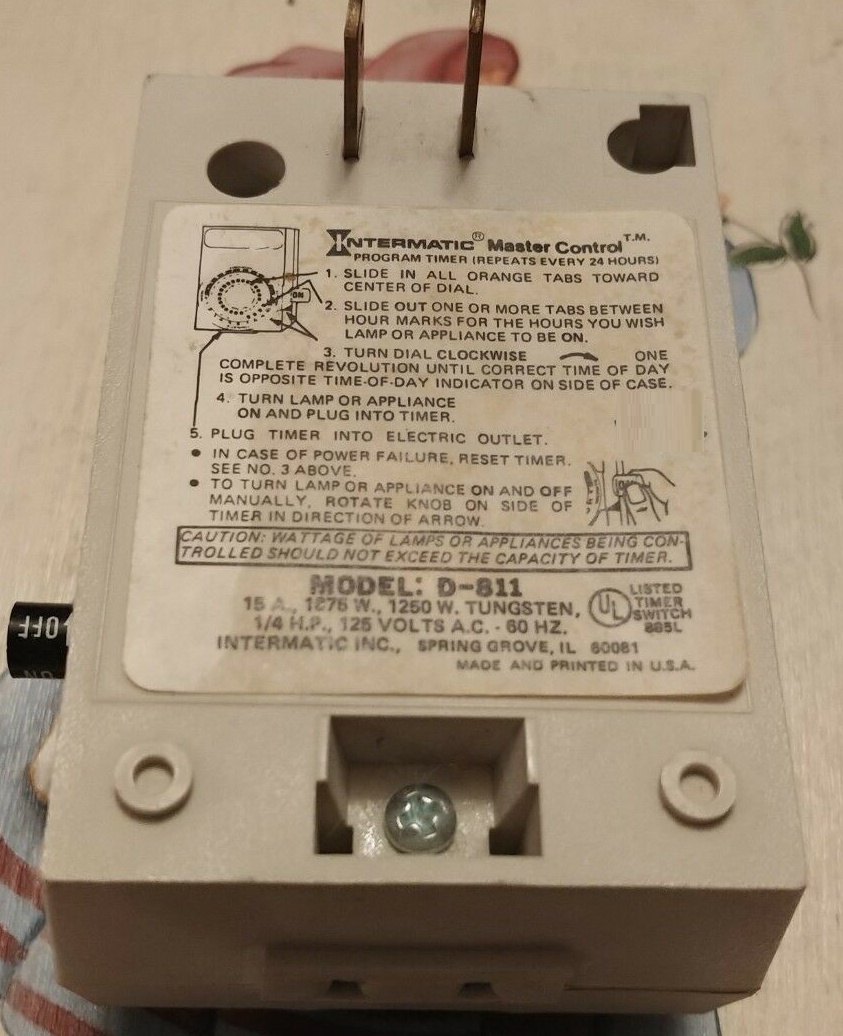 INTERMATIC® Master Control T.M.
PROGRAM TIMER (REPEATS EVERY 24 HOURS)
1. SLIDE IN ALL ORANGE TABS TOWARD
CENTER OF DIAL.
ON
2. SLIDE OUT ONE OR MORE TABS BETWEEN
HOUR MARKS FOR THE HOURS YOU WISH
LAMP OR APPLIANCE TO BE ON.
3. TURN DIAL CLOCKWISE ONE
COMPLETE REVOLUTION UNTIL CORRECT TIME OF DAY
IS OPPOSITE TIME-OF-DAY INDICATOR ON SIDE OF CASE.
4. TURN LAMP OR APPLIANCE
ON AND PLUG INTO TIMER.
5. PLUG TIMER INTO ELECTRIC OUTLET.
• IN CASE OF POWER FAILURE, RESET TIMER.
SEE NO. 3 ABOVE.
• TO TURN LAMP OR APPLIANCE ON AND OFF
MANUALLY, ROTATE KNOB ON SIDE OF
TIMER IN DIRECTION OF ARROW.
CAUTION: WATTAGE OF LAMPS OR APPLIANCES BEING CON-
TROLLED SHOULD NOT EXCEED THE CAPACITY OF TIMER.
MODEL: D-811
15 A., 1875 W., 1250 W. TUNGSTEN,
1/4 H.P., 125 VOLTS A.C. - 60 HZ.
INTERMATIC INC., SPRING GROVE, IL 60081
MADE AND PRINTED IN U.S.A.
UL
LISTED
TIMER
SWITCH
885L
OFF
ON